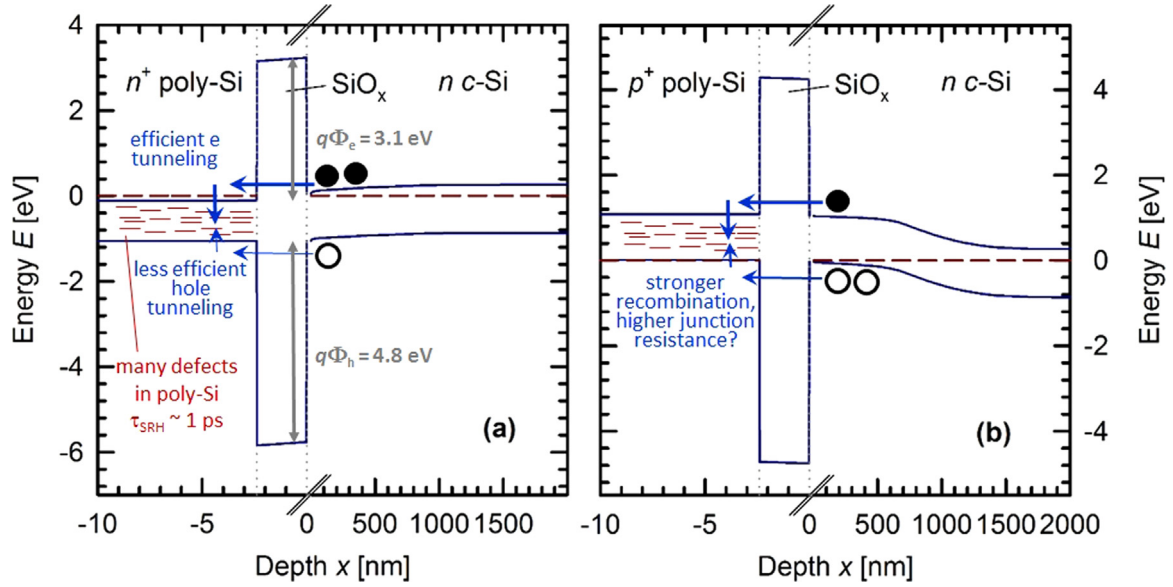 4
2
0
-2
-4
-6
Energy E [eV]
n+ poly-Si
SiOx
n c-Si
efficient e
tunneling
qΦe = 3.1 eV
less efficient
hole
tunneling
qΦh = 4.8 eV
many defects
in poly-Si
τSRH ~ 1 ps
(a)
-10
-5
0
500
1000
1500
Depth x [nm]
p+ poly-Si
SiOx
n c-Si
stronger
recombination,
higher junction
resistance?
(b)
-10
-5
0
500
1000
1500
2000
Depth x [nm]
4
2
0
-2
-4
Energy E [eV]